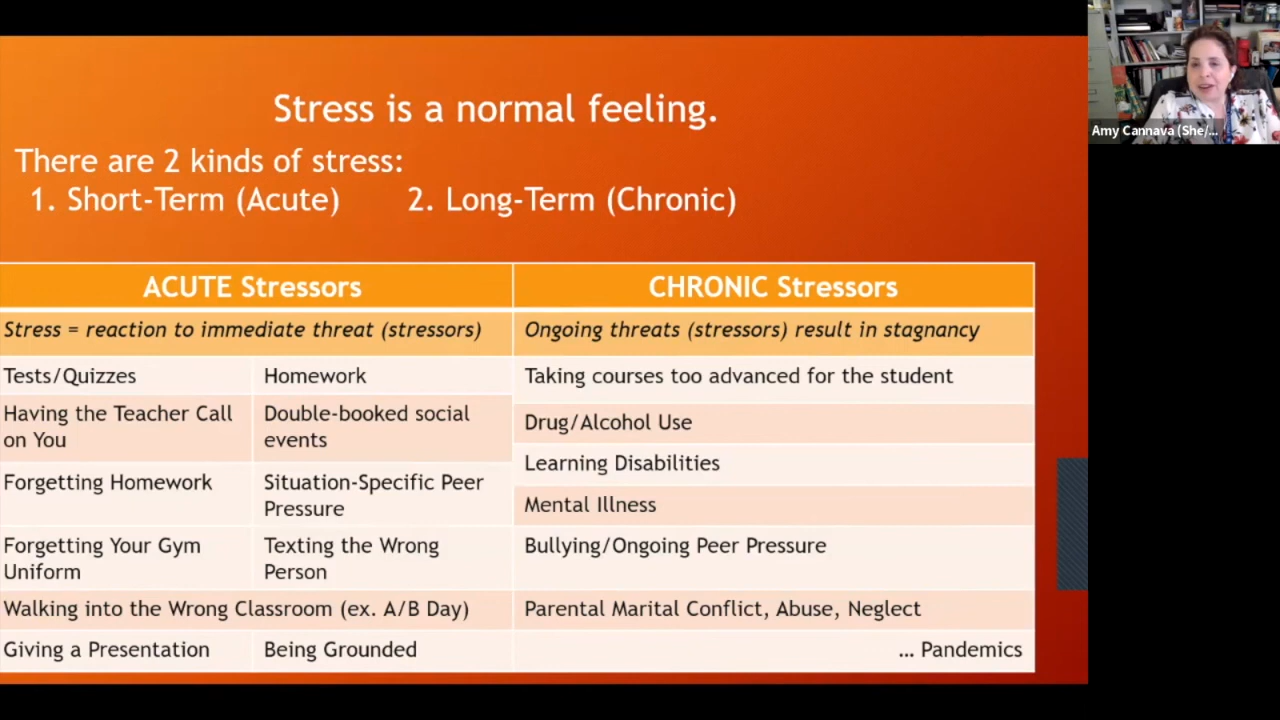 Stress is a normal feeling.
There are 2 kinds of stress:
1. Short-Term (Acute) 2. Long-Term (Chronic)
ACUTE Stressors
CHRONIC Stressors
Stress = reaction to immediate threat (stressors)
Ongoing threats (stressors) result in stagnancy
Tests/Quizzes
Homework
Taking courses too advanced for the student
Having the Teacher Call
on You
Double-booked social
events
Drug/Alcohol Use
Learning Disabilities
Forgetting Homework
Situation-Specific Peer
Pressure
Mental Illness
Forgetting Your Gym
Uniform
Texting the Wrong
Person
Bullying/Ongoing Peer Pressure
Walking into the Wrong Classroom (ex. A/B Day)
Parental Marital Conflict, Abuse, Neglect
Giving a Presentation
Being Grounded
... Pandemics
Amy Cannava (She/...